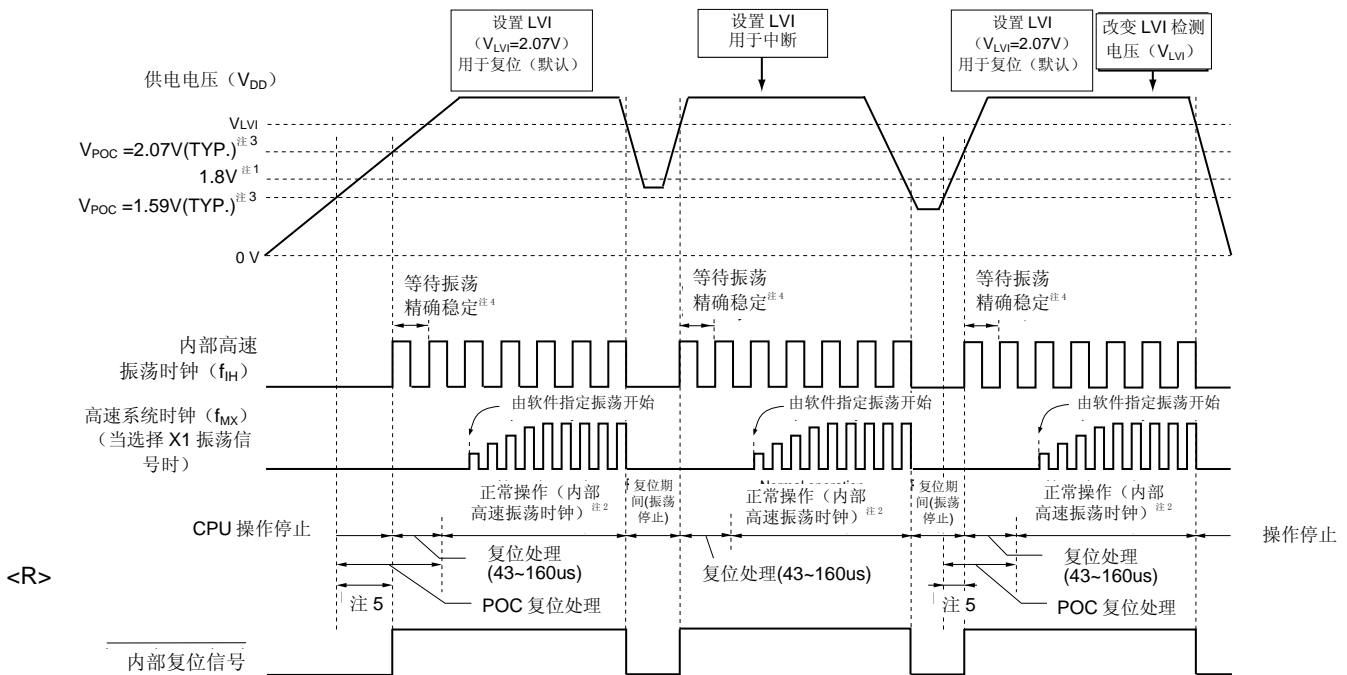 设置 LVI
（VLVI=2.07V）
用于复位（默认）
设置 LVI
用于中断
设置 LVI
（VLVI=2.07V）
用于复位（默认）
改变 LVI 检测
电压（VLVI）
供电电压（VDD）
VLVI
VPOC =2.07V(TYP.)注3
1.8V 注1
VPOC =1.59V(TYP.)注3
0 V
等待振荡
精确稳定注4
等待振荡
精确稳定注4
等待振荡
精确稳定注4
内部高速
振荡时钟（fIH）
高速系统时钟（fMX）
（当选择 X1 振荡信
号时）
由软件指定振荡开始
由软件指定振荡开始
由软件指定振荡开始
正常操作（内部
高速振荡时钟）注2
复位期
间(振荡
停止)
正常操作（内部
高速振荡时钟）注2
复位期
间(振荡
停止)
正常操作（内部
高速振荡时钟）注2
CPU 操作停止
操作停止
复位处理
(43~160us)
复位处理(43~160us)
复位处理
(43~160us)
<R>
注 5
POC 复位处理
注 5
POC 复位处理
内部复位信号